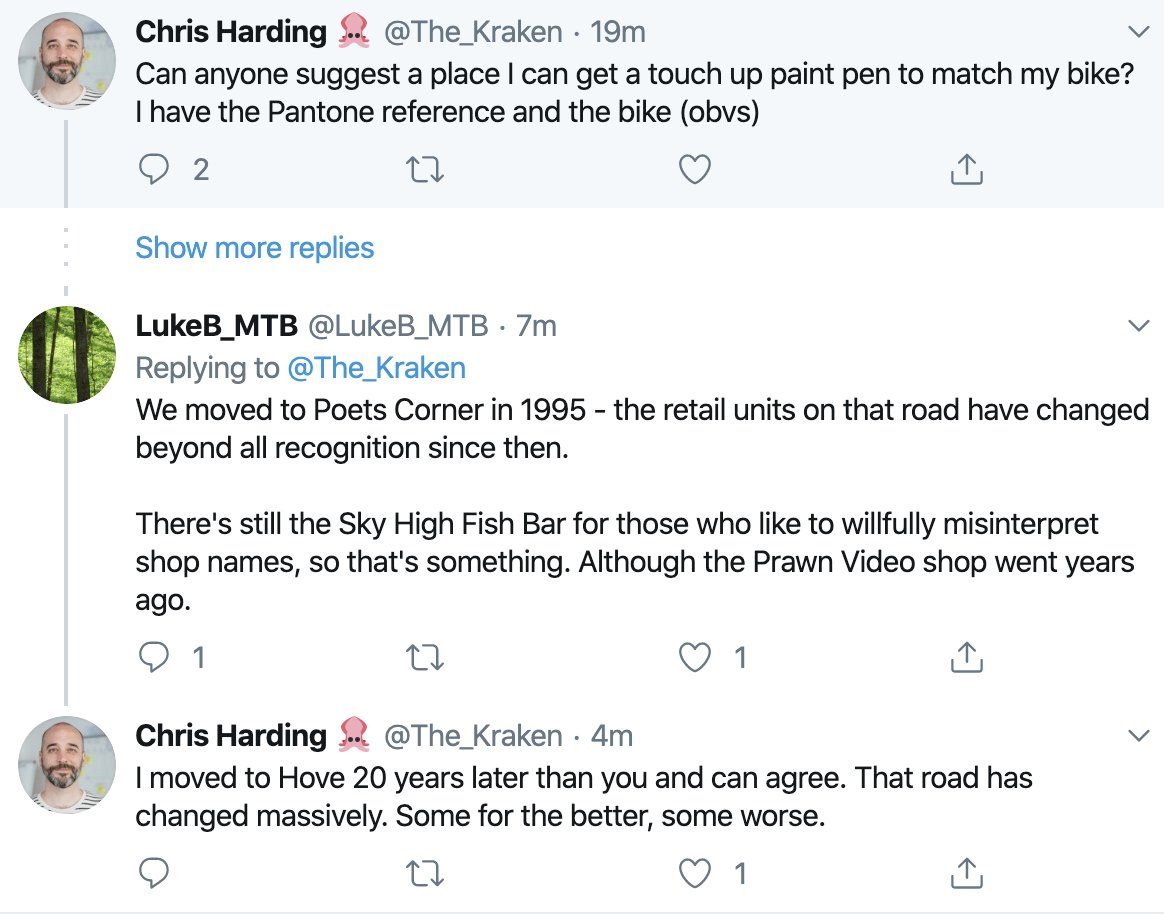 Chris Harding 🦑 @The_Kraken · 19m
Can anyone suggest a place I can get a touch up paint pen to match my bike?
I have the Pantone reference and the bike (obvs)
2
Show more replies
LukeB_MTB @LukeB_MTB · 7m
Replying to @The_Kraken
We moved to Poets Corner in 1995 - the retail units on that road have changed
beyond all recognition since then.
There's still the Sky High Fish Bar for those who like to willfully misinterpret
shop names, so that's something. Although the Prawn Video shop went years
ago.
1 1
Chris Harding 🦑 @The_Kraken · 4m
I moved to Hove 20 years later than you and can agree. That road has
changed massively. Some for the better, some worse.
1